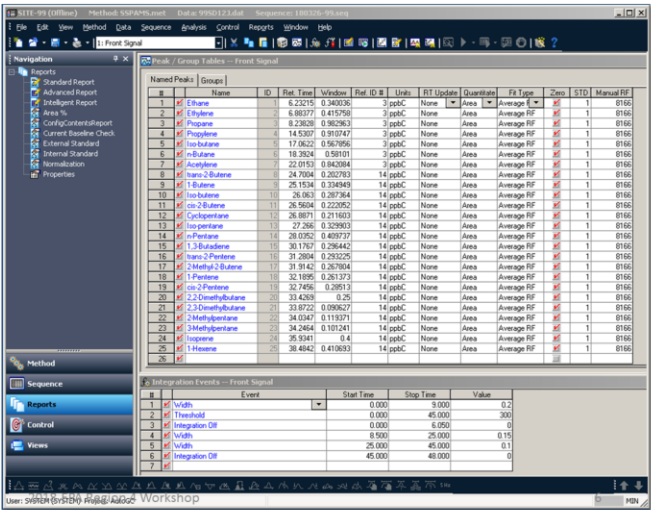 SITE-99 (Offline) Method: SSPAMS.met Data: 99SD123.dat Sequence: 180326-99.seq
File Edit View Method Data Sequence Analysis Control Reports Window Help
1: Front Signal
Navigation
Reports
Standard Report
Advanced Report
Intelligent Report
Area %
ConfigContentsReport
Current Baseline Check
External Standard
Internal Standard
Normalization
Properties
Method
Sequence
Reports
Control
Views
Peak / Group Tables -- Front Signal
Named Peaks Groups
# Name ID Ret. Time Window Ref. ID # Units RT Update Quantitate Fit Type Zero STD Manual RF
1 Ethane 1 6.23215 0.340036 3 ppbC None Area Average F 1 8166
2 Ethylene 2 6.88377 0.415758 3 ppbC None Area Average RF 1 8166
3 Propane 3 8.23828 0.982963 3 ppbC None Area Average RF 1 8166
4 Propylene 4 14.5307 0.910747 3 ppbC None Area Average RF 1 8166
5 Iso-butane 5 17.0622 0.567856 3 ppbC None Area Average RF 1 8166
6 n-Butane 6 18.3924 0.58101 3 ppbC None Area Average RF 1 8166
7 Acetylene 7 22.0153 0.842084 3 ppbC None Area Average RF 1 8166
8 trans-2-Butene 8 24.7004 0.202783 14 ppbC None Area Average RF 1 8166
9 1-Butene 9 25.1534 0.334949 14 ppbC None Area Average RF 1 8166
10 Iso-butene 10 26.063 0.287364 14 ppbC None Area Average RF 1 8166
11 cis-2-Butene 11 26.5604 0.222052 14 ppbC None Area Average RF 1 8166
12 Cyclopentane 12 26.8871 0.211603 14 ppbC None Area Average RF 1 8166
13 Iso-pentane 13 27.266 0.329903 14 ppbC None Area Average RF 1 8166
14 n-Pentane 14 28.0352 0.409737 14 ppbC None Area Average RF 1 8166
15 1,3-Butadiene 15 30.1767 0.296442 14 ppbC None Area Average RF 1 8166
16 trans-2-Pentene 16 31.2804 0.293225 14 ppbC None Area Average RF 1 8166
17 2-Methyl-2-Butene 17 31.9142 0.267804 14 ppbC None Area Average RF 1 8166
18 1-Pentene 18 32.1895 0.261373 14 ppbC None Area Average RF 1 8166
19 cis-2-Pentene 19 32.7456 0.28513 14 ppbC None Area Average RF 1 8166
20 2,2-Dimethylbutane 20 33.4269 0.25 14 ppbC None Area Average RF 1 8166
21 2,3-Dimethylbutane 21 33.8722 0.090627 14 ppbC None Area Average RF 1 8166
22 2-Methylpentane 22 34.0347 0.119371 14 ppbC None Area Average RF 1 8166
23 3-Methylpentane 23 34.2464 0.101241 14 ppbC None Area Average RF 1 8166
24 Isoprene 24 35.9341 0.4 14 ppbC None Area Average RF 1 8166
25 1-Hexene 25 38.4842 0.410693 14 ppbC None Area Average RF 1 8166
26
Integration Events -- Front Signal
# Event Start Time Stop Time Value
1 Width 0.000 9.000 0.2
2 Threshold 0.000 45.000 300
3 Integration Off 0.000 6.050 0
4 Width 8.500 25.000 0.15
5 Width 25.000 45.000 0.1
6 Integration Off 45.000 48.000 0
7
2018 EPA Region 4 Workshop 6
User: SYSTEM (SYSTEM) Project: AutoGC MIN